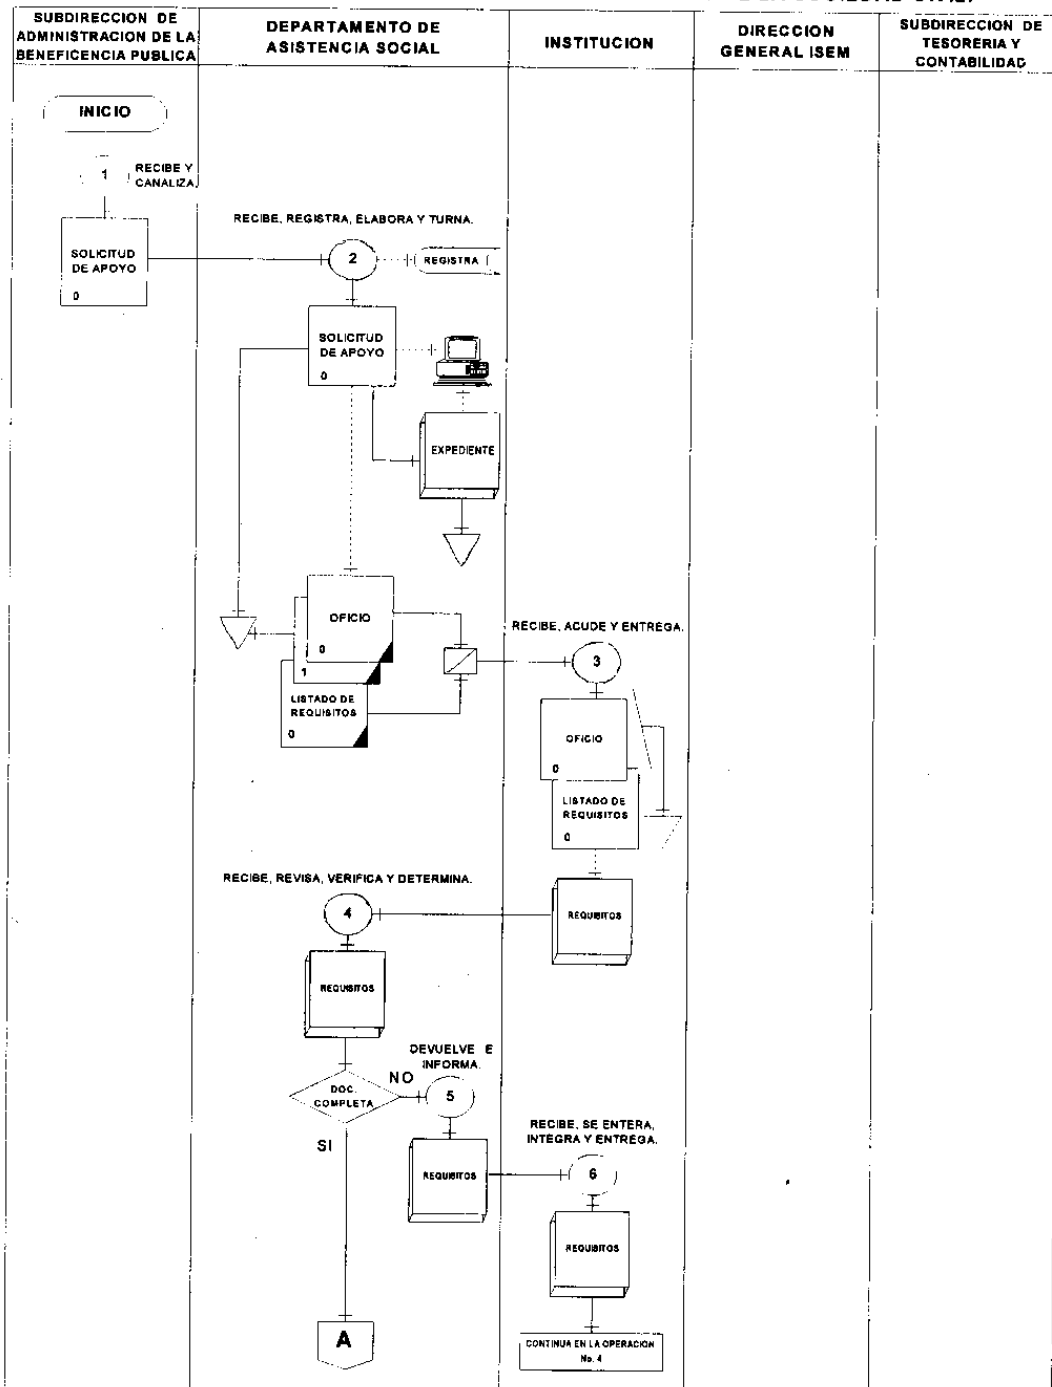 SUBDIRECCION DE
ADMINISTRACION DE LA
BENEFICENCIA PUBLICA
DEPARTAMENTO DE
ASISTENCIA SOCIAL
INSTITUCION
DIRECCION
GENERAL ISEM
SUBDIRECCION DE
TESORERIA Y
CONTABILIDAD
INICIO
1
RECIBE Y
CANALIZA.
SOLICITUD
DE APOYO
0
RECIBE, REGISTRA, ELABORA Y TURNA.
2
REGISTRA
SOLICITUD
DE APOYO
0
EXPEDIENTE
OFICIO
0
1
LISTADO DE
REQUISITOS
0
RECIBE, ACUDE Y ENTREGA.
3
OFICIO
0
LISTADO DE
REQUISITOS
0
REQUISITOS
RECIBE, REVISA, VERIFICA Y DETERMINA.
4
REQUISITOS
DOC.
COMPLETA
NO
SI
DEVUELVE E
INFORMA.
5
REQUISITOS
RECIBE, SE ENTERA,
INTEGRA Y ENTREGA.
6
REQUISITOS
CONTINUA EN LA OPERACION
No. 4
A